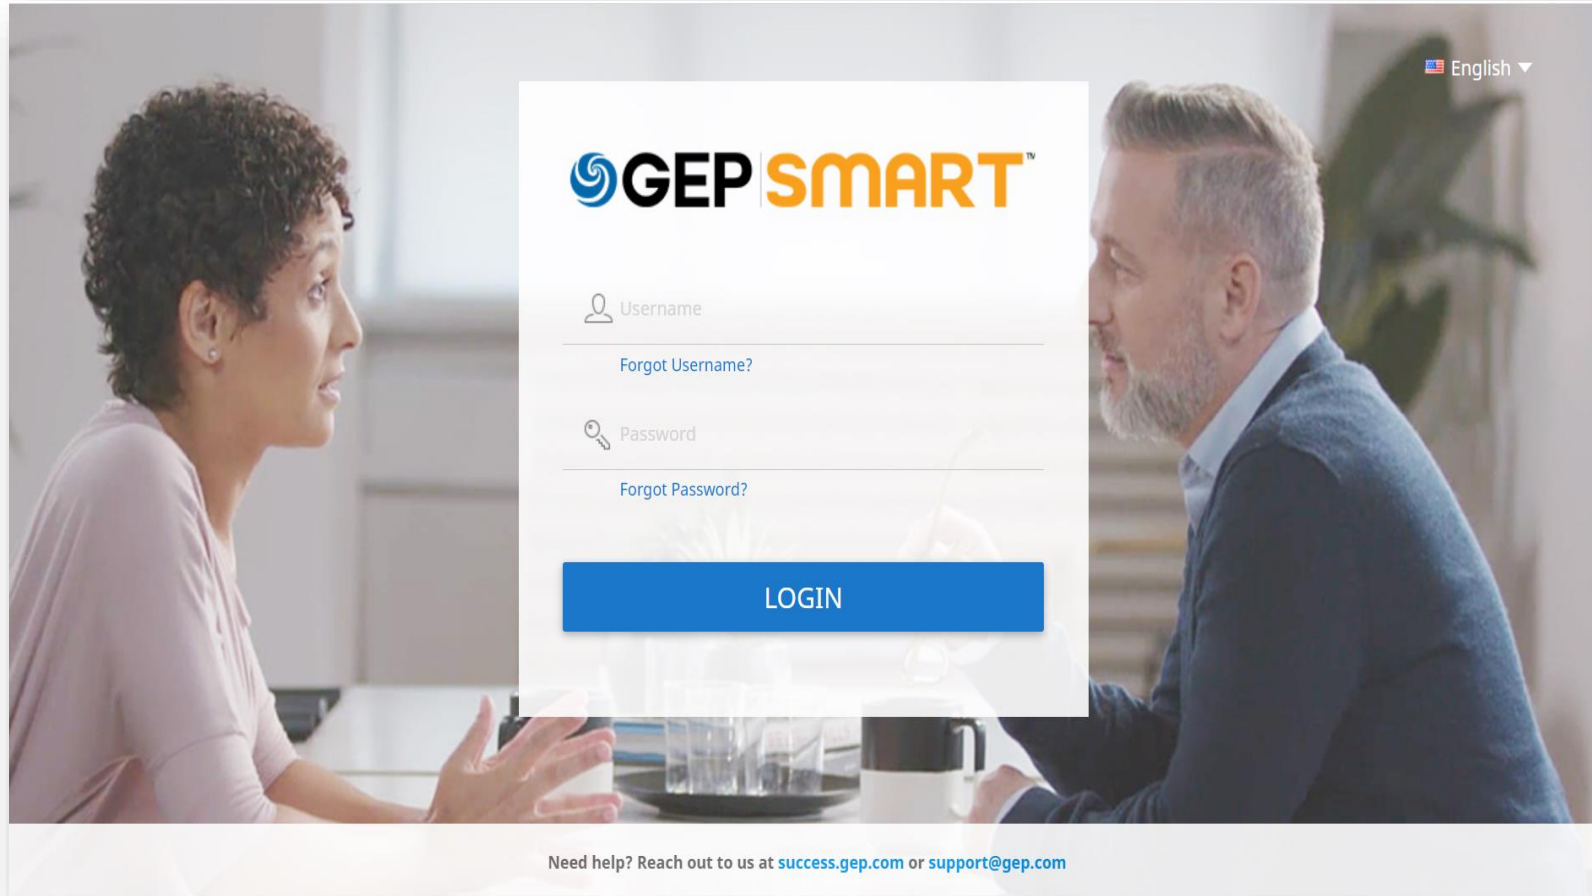 English
GEP SMART™
Username
Forgot Username?
Password
Forgot Password?
LOGIN
Need help? Reach out to us at success.gep.com or support@gep.com